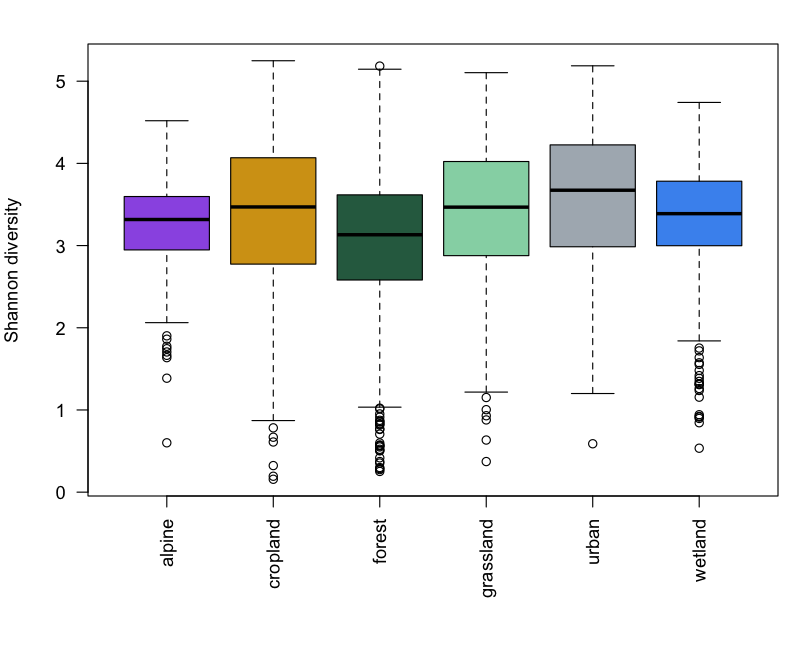 Shannon diversity
5
4
3
2
1
0
alpine
cropland
forest
grassland
urban
wetland